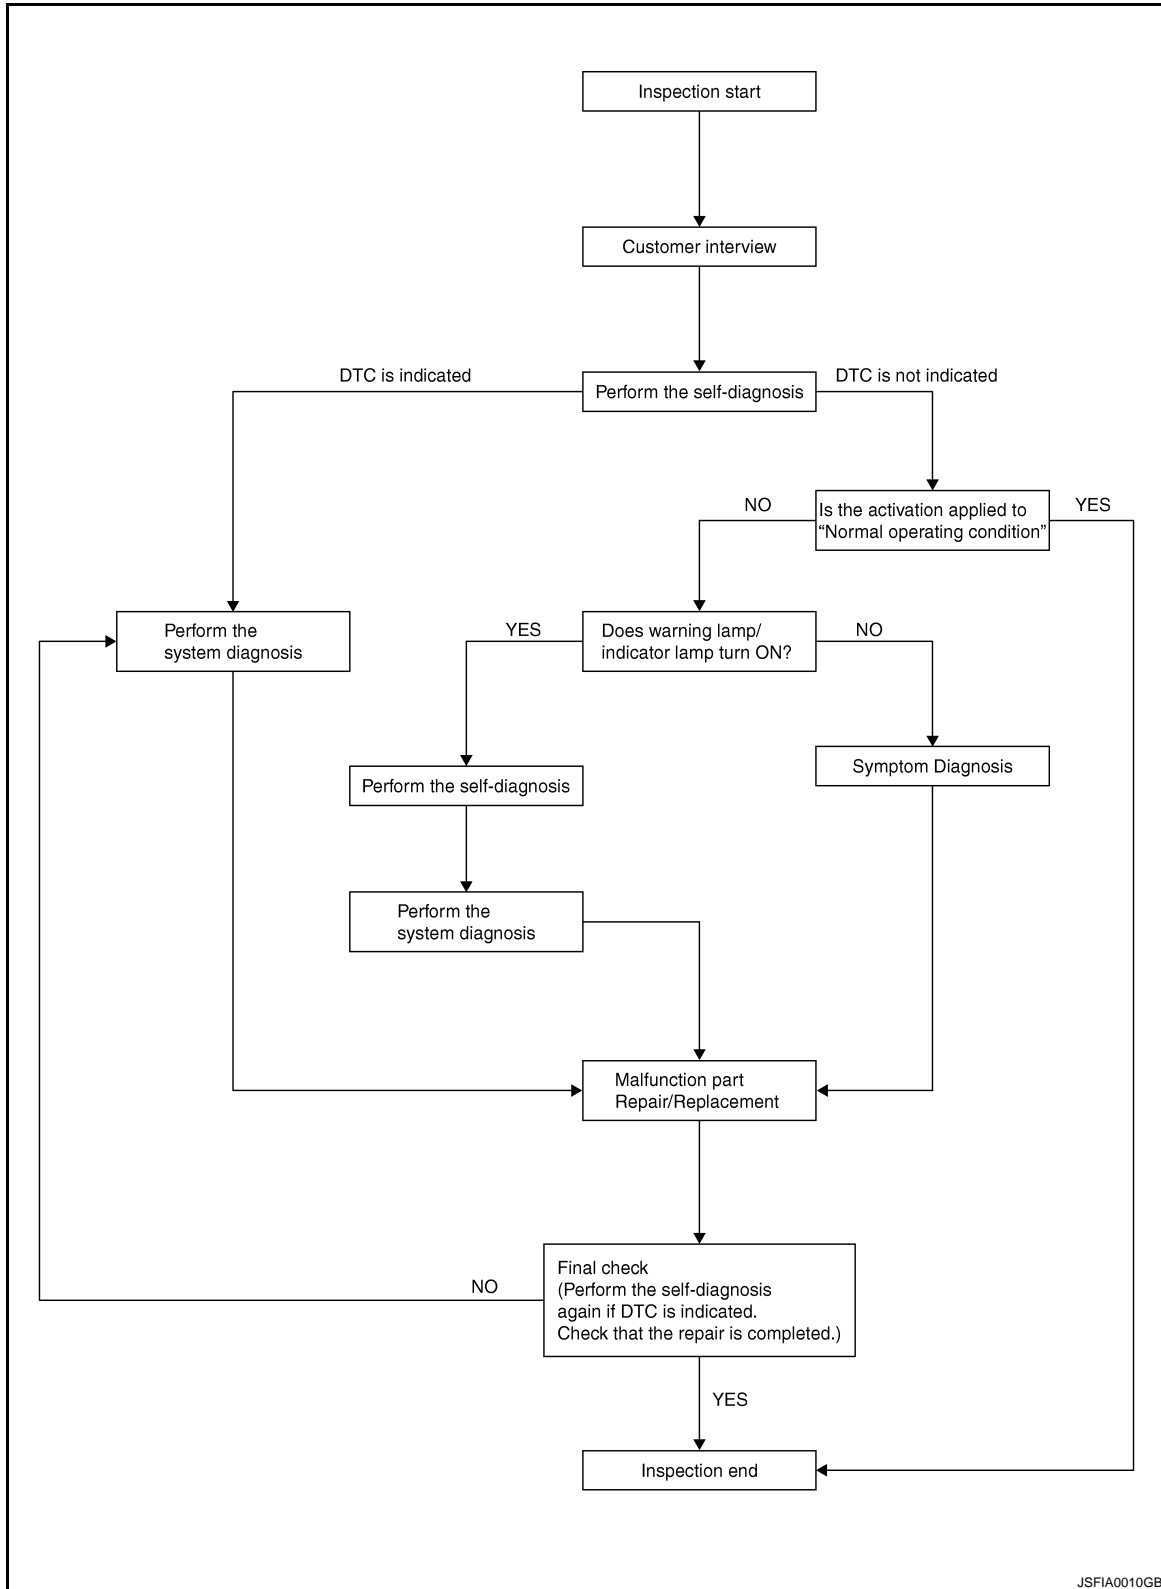 Inspection start
Customer interview
DTC is indicated
DTC is not indicated
Perform the self-diagnosis
NO
Is the activation applied to
“Normal operating condition”
YES
Perform the
system diagnosis
YES
Does warning lamp/
indicator lamp turn ON?
NO
Perform the self-diagnosis
Symptom Diagnosis
Perform the
system diagnosis
Malfunction part
Repair/Replacement
NO
Final check
(Perform the self-diagnosis
again if DTC is indicated.
Check that the repair is completed.)
YES
Inspection end
JSFIA0010GB